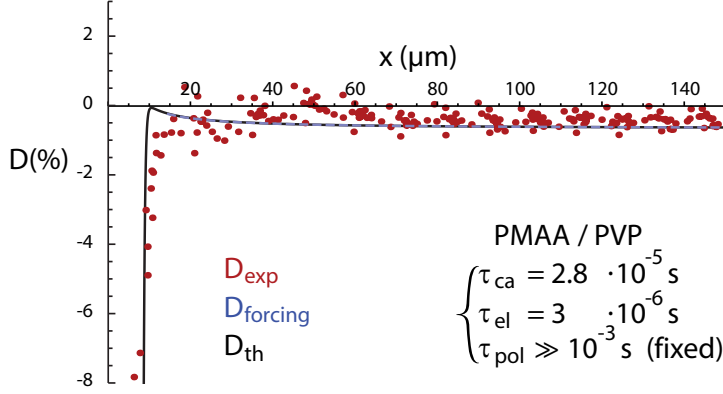 2
x (μm)
20 40 60 80 100 120 140
0
D(%)
-2
-4
-6
-8
D_exp
D_forcing
D_th
PMAA / PVP
τ_ca = 2.8 ·10^-5 s
τ_el = 3 ·10^-6 s
τ_pol ≫ 10^-3 s (fixed)